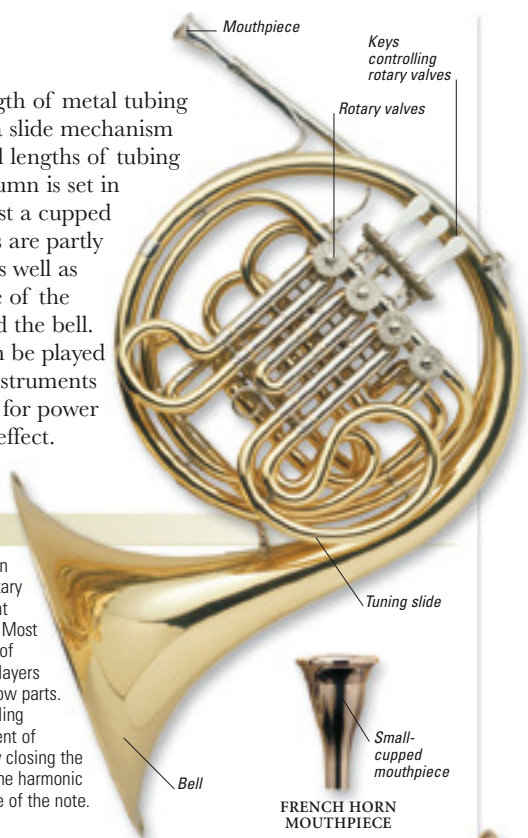 Mouthpiece
Keys
controlling
rotary valves
Rotary valves
gth of metal tubing
a slide mechanism
l lengths of tubing
umn is set in
st a cupped
s are partly
s well as
e of the
d the bell.
n be played
struments
for power
effect.
n
tary
nt
Most
of
layers
ow parts.
ding
ent of
y closing the
he harmonic
e of the note.
Tuning slide
Bell
Small-
cupped
mouthpiece
FRENCH HORN
MOUTHPIECE